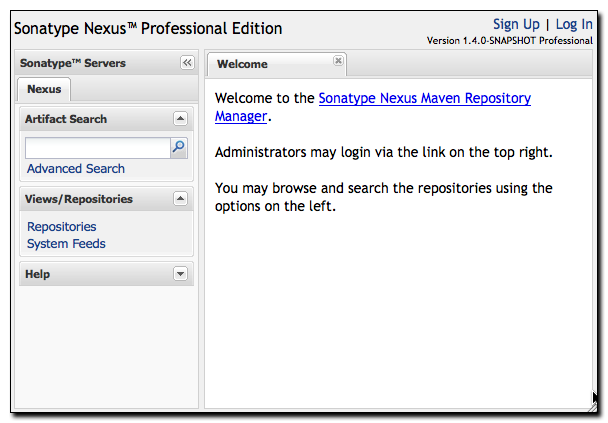 Sonatype Nexus™ Professional Edition
Sign Up | Log In
Version 1.4.0-SNAPSHOT Professional
Sonatype™ Servers
Nexus
Artifact Search
Advanced Search
Views/Repositories
Repositories
System Feeds
Help
Welcome
Welcome to the Sonatype Nexus Maven Repository
Manager.
Administrators may login via the link on the top right.
You may browse and search the repositories using the
options on the left.